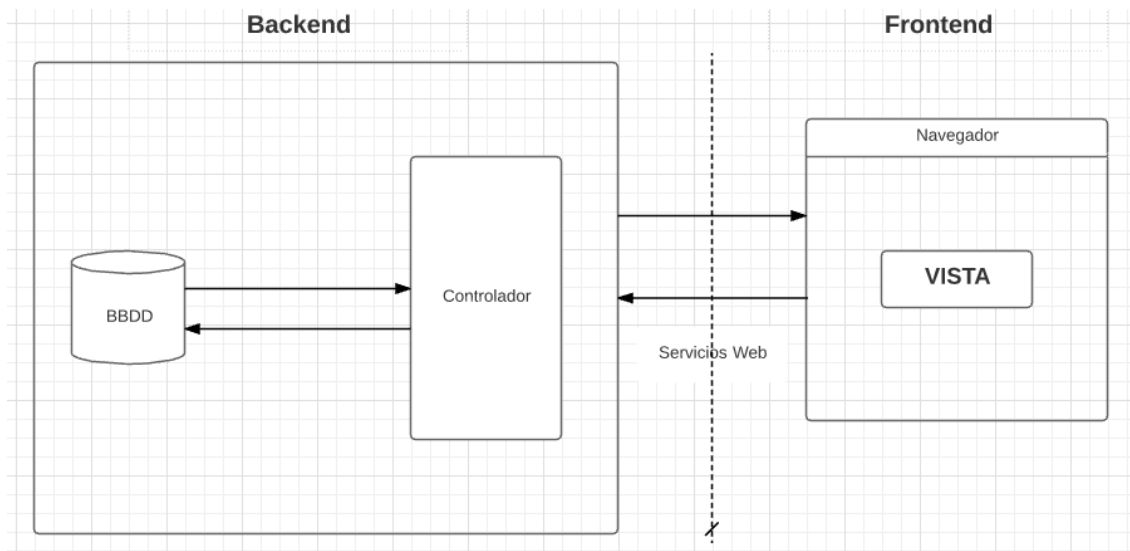 Backend
Frontend
Navegador
VISTA
Controlador
BBDD
Servicios Web